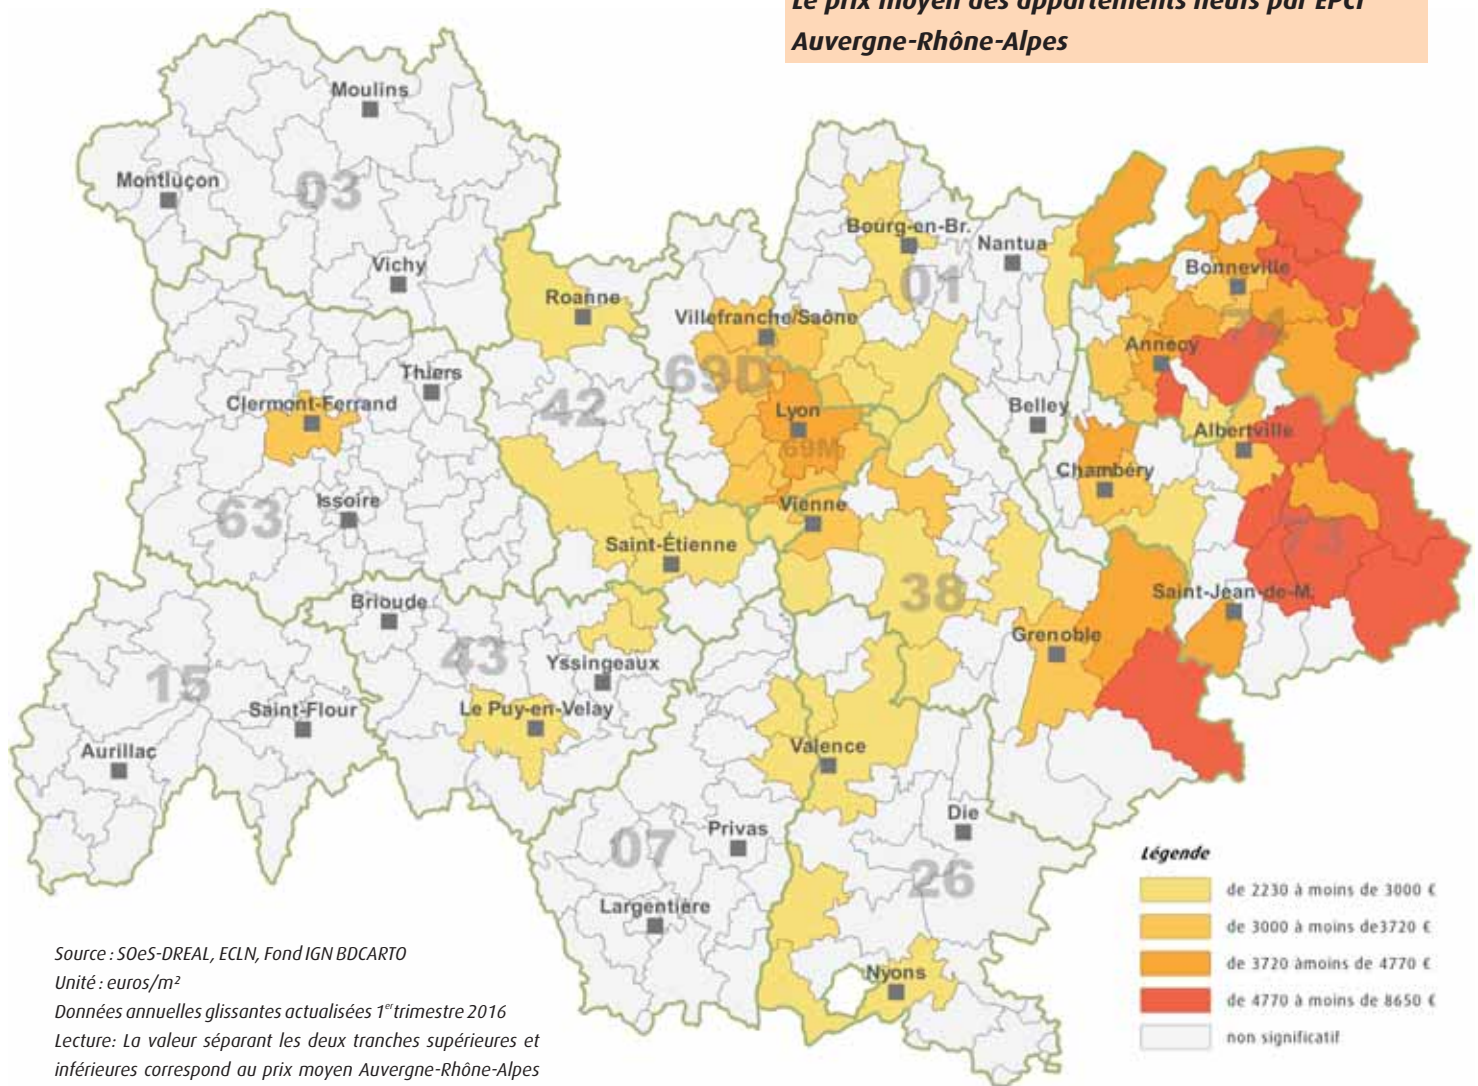 Le prix moyen des appartements neufs par EPCI
Auvergne-Rhône-Alpes
Moulins
Montluçon
03
Vichy
Roanne
Bourg-en-Br.
Nantua
01
Villefranche/Saône
69D
Bonneville
74
Annecy
Thiers
Clermont-Ferrand
42
Lyon
69M
Belley
Albertville
Chambéry
63
Issoire
Vienne
73
Saint-Étienne
38
Saint-Jean-de-M.
Brioude
43
Grenoble
15
Yssingeaux
Saint-Flour
Le Puy-en-Velay
Aurillac
Valence
Die
07
Privas
26
Largentière
Nyons
Légende
de 2230 à moins de 3000 €
de 3000 à moins de3720 €
de 3720 àmoins de 4770 €
de 4770 à moins de 8650 €
non significatif
Source : SOeS-DREAL, ECLN, Fond IGN BDCARTO
Unité : euros/m²
Données annuelles glissantes actualisées 1er trimestre 2016
Lecture: La valeur séparant les deux tranches supérieures et
inférieures correspond au prix moyen Auvergne-Rhône-Alpes